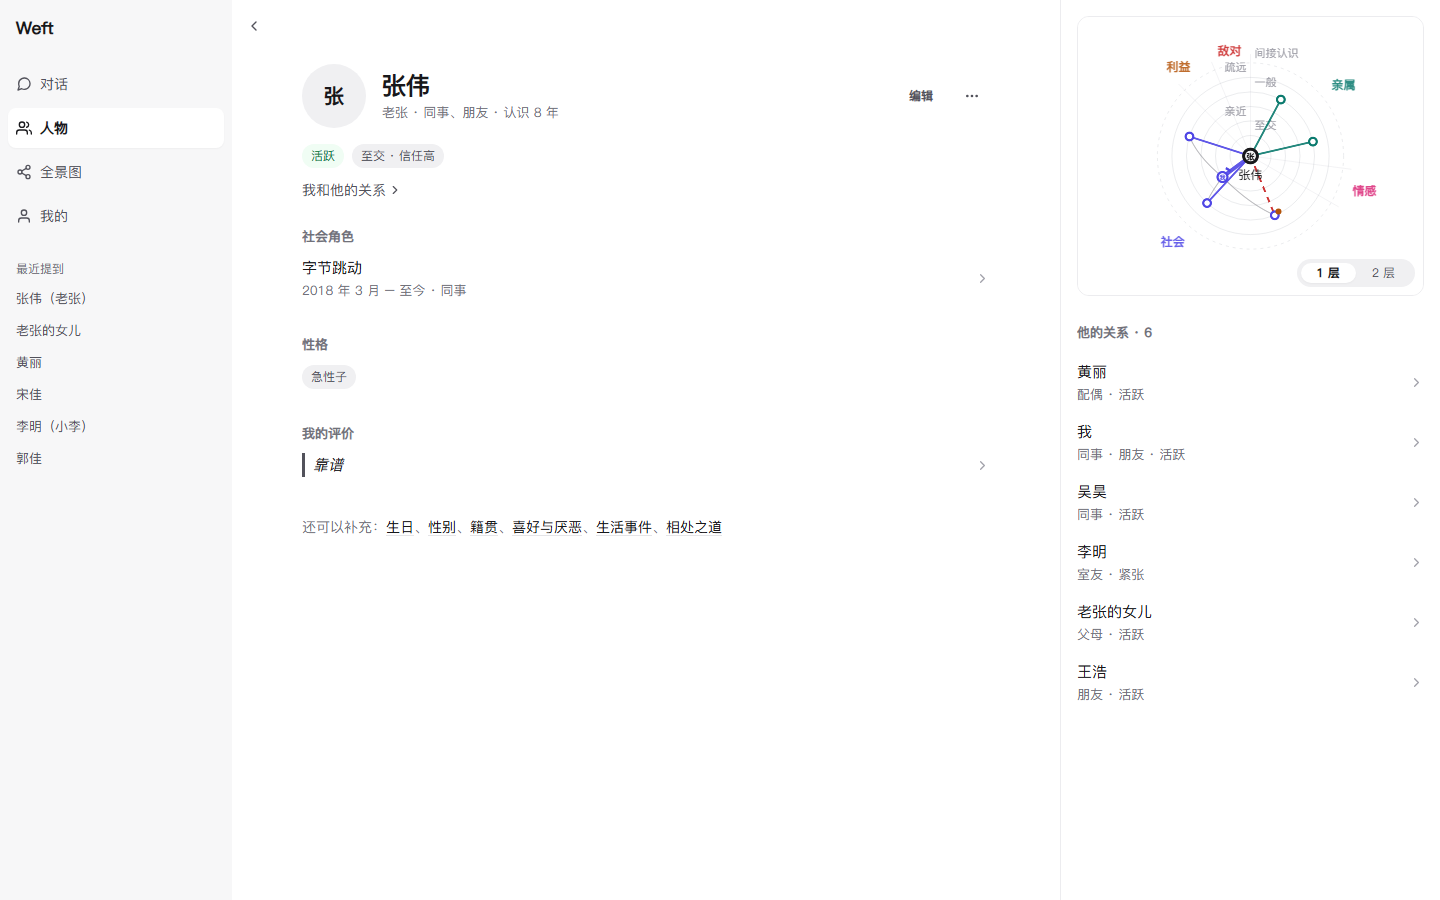 Weft
对话
人物
全景图
我的
最近提到
张伟（老张）
老张的女儿
黄丽
宋佳
李明（小李）
郭佳
张
张伟
老张 · 同事、朋友 · 认识 8 年
编辑
活跃
至交 · 信任高
我和他的关系
社会角色
字节跳动
2018 年 3 月 — 至今 · 同事
性格
急性子
我的评价
靠谱
还可以补充：生日、性别、籍贯、喜好与厌恶、生活事件、相处之道
敌对
间接认识
利益
疏远
一般
亲属
亲近
至交
张
张伟
情感
社会
1 层
2 层
他的关系 · 6
黄丽
配偶 · 活跃
我
同事 · 朋友 · 活跃
吴昊
同事 · 活跃
李明
室友 · 紧张
老张的女儿
父母 · 活跃
王浩
朋友 · 活跃